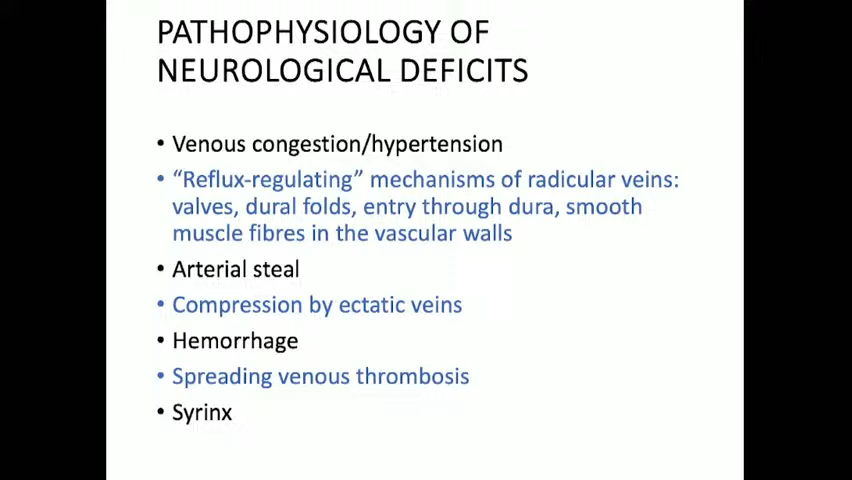 PATHOPHYSIOLOGY OF
NEUROLOGICAL DEFICITS
• Venous congestion/hypertension
• “Reflux-regulating” mechanisms of radicular veins:
valves, dural folds, entry through dura, smooth
muscle fibres in the vascular walls
• Arterial steal
• Compression by ectatic veins
• Hemorrhage
• Spreading venous thrombosis
• Syrinx